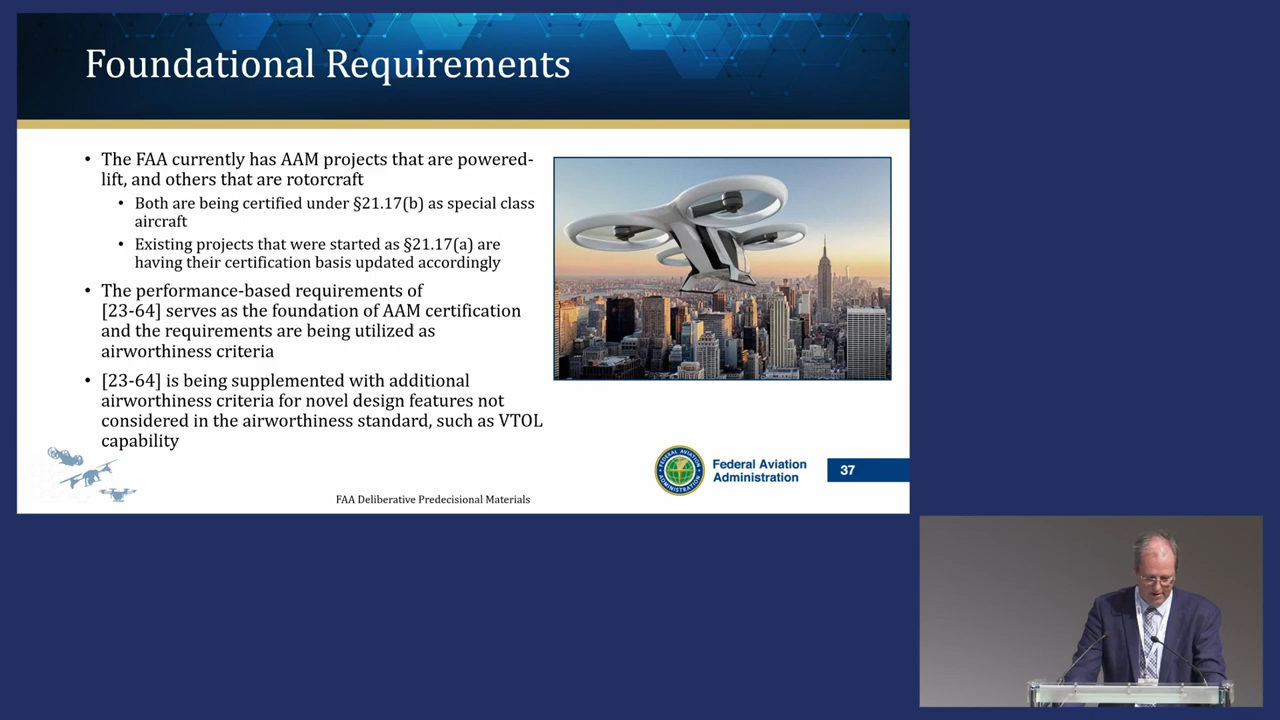 Foundational Requirements
• The FAA currently has AAM projects that are powered-
lift, and others that are rotorcraft
• Both are being certified under §21.17(b) as special class
aircraft
• Existing projects that were started as §21.17(a) are
having their certification basis updated accordingly
• The performance-based requirements of
[23-64] serves as the foundation of AAM certification
and the requirements are being utilized as
airworthiness criteria
• [23-64] is being supplemented with additional
airworthiness criteria for novel design features not
considered in the airworthiness standard, such as VTOL
capability
Federal Aviation
Administration
37
FAA Deliberative Predecisional Materials